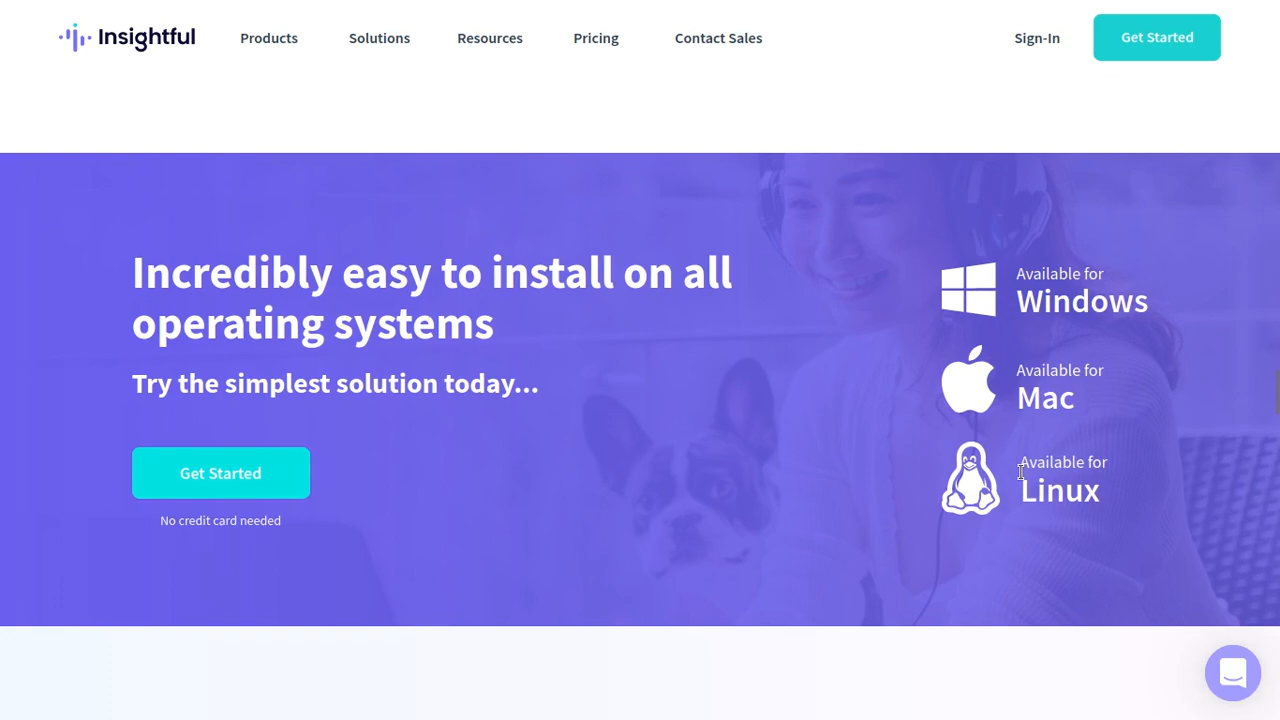 Insightful
Products
Solutions
Resources
Pricing
Contact Sales
Sign-In
Get Started
Incredibly easy to install on all
operating systems
Try the simplest solution today...
Get Started
No credit card needed
Available for
Windows
Available for
Mac
Available for
Linux